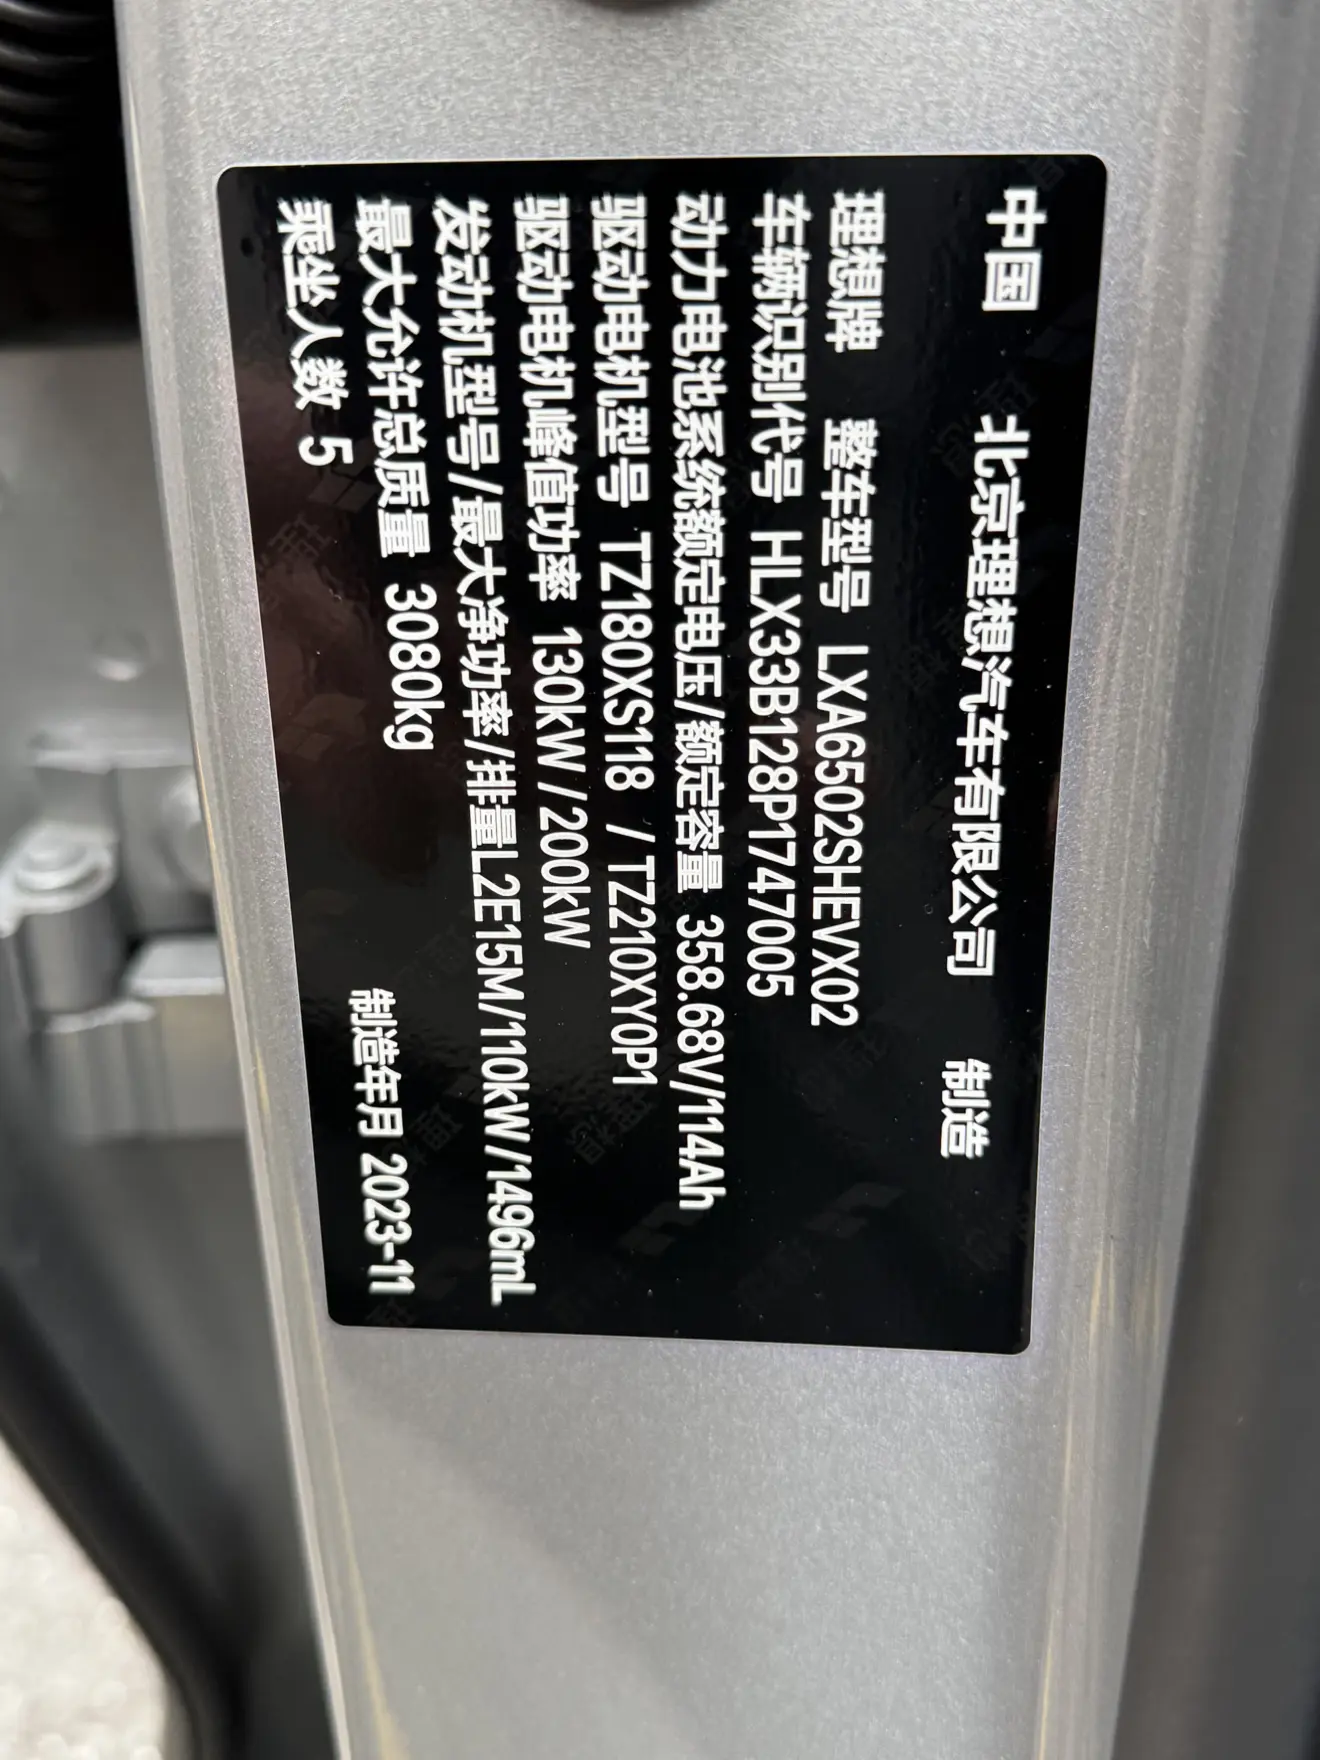 中国 北京理想汽车有限公司 制造
理想牌 整车型号 LXA6502SHEVX02
车辆识别代号 HLX33B128P1747005
动力电池系统额定电压/额定容量 358.68V/114Ah
驱动电机型号 TZ180XS118 / TZ210XY0P1
驱动电机峰值功率 130kW/200kW
发动机型号/最大净功率/排量L2E15M/110kW/1496mL
最大允许总质量 3080kg
乘坐人数 5 制造年月 2023-11